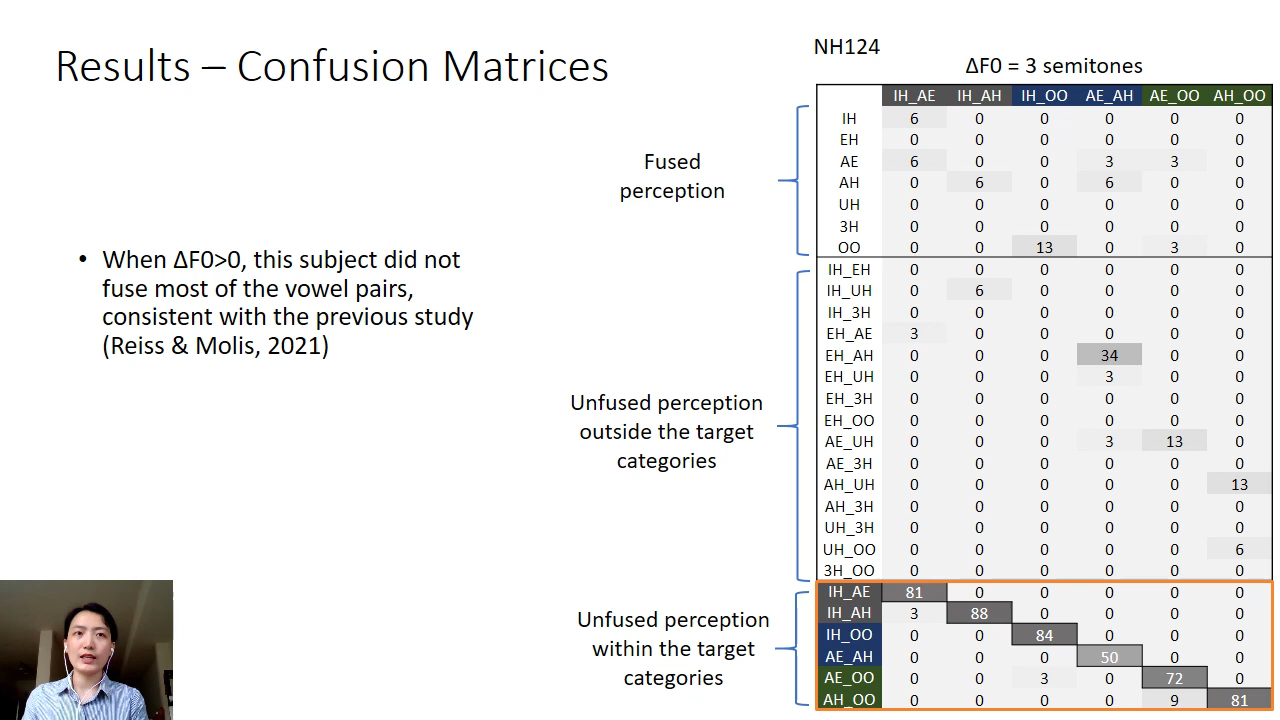 Results – Confusion Matrices
NH124
ΔF0 = 3 semitones
• When ΔF0>0, this subject did not
fuse most of the vowel pairs,
consistent with the previous study
(Reiss & Molis, 2021)
Fused
perception
Unfused perception
outside the target
categories
Unfused perception
within the target
categories
IH_AE IH_AH IH_OO AE_AH AE_OO AH_OO
IH 6 0 0 0 0 0
EH 0 0 0 0 0 0
AE 6 0 0 3 3 0
AH 0 6 0 6 0 0
UH 0 0 0 0 0 0
3H 0 0 0 0 0 0
OO 0 0 13 0 3 0
IH_EH 0 0 0 0 0 0
IH_UH 0 6 0 0 0 0
IH_3H 0 0 0 0 0 0
EH_AE 3 0 0 0 0 0
EH_AH 0 0 0 34 0 0
EH_UH 0 0 0 3 0 0
EH_3H 0 0 0 0 0 0
EH_OO 0 0 0 0 0 0
AE_UH 0 0 0 3 13 0
AE_3H 0 0 0 0 0 0
AH_UH 0 0 0 0 0 13
AH_3H 0 0 0 0 0 0
UH_3H 0 0 0 0 0 0
UH_OO 0 0 0 0 0 6
3H_OO 0 0 0 0 0 0
IH_AE 81 0 0 0 0 0
IH_AH 3 88 0 0 0 0
IH_OO 0 0 84 0 0 0
AE_AH 0 0 0 50 0 0
AE_OO 0 0 3 0 72 0
AH_OO 0 0 0 0 9 81